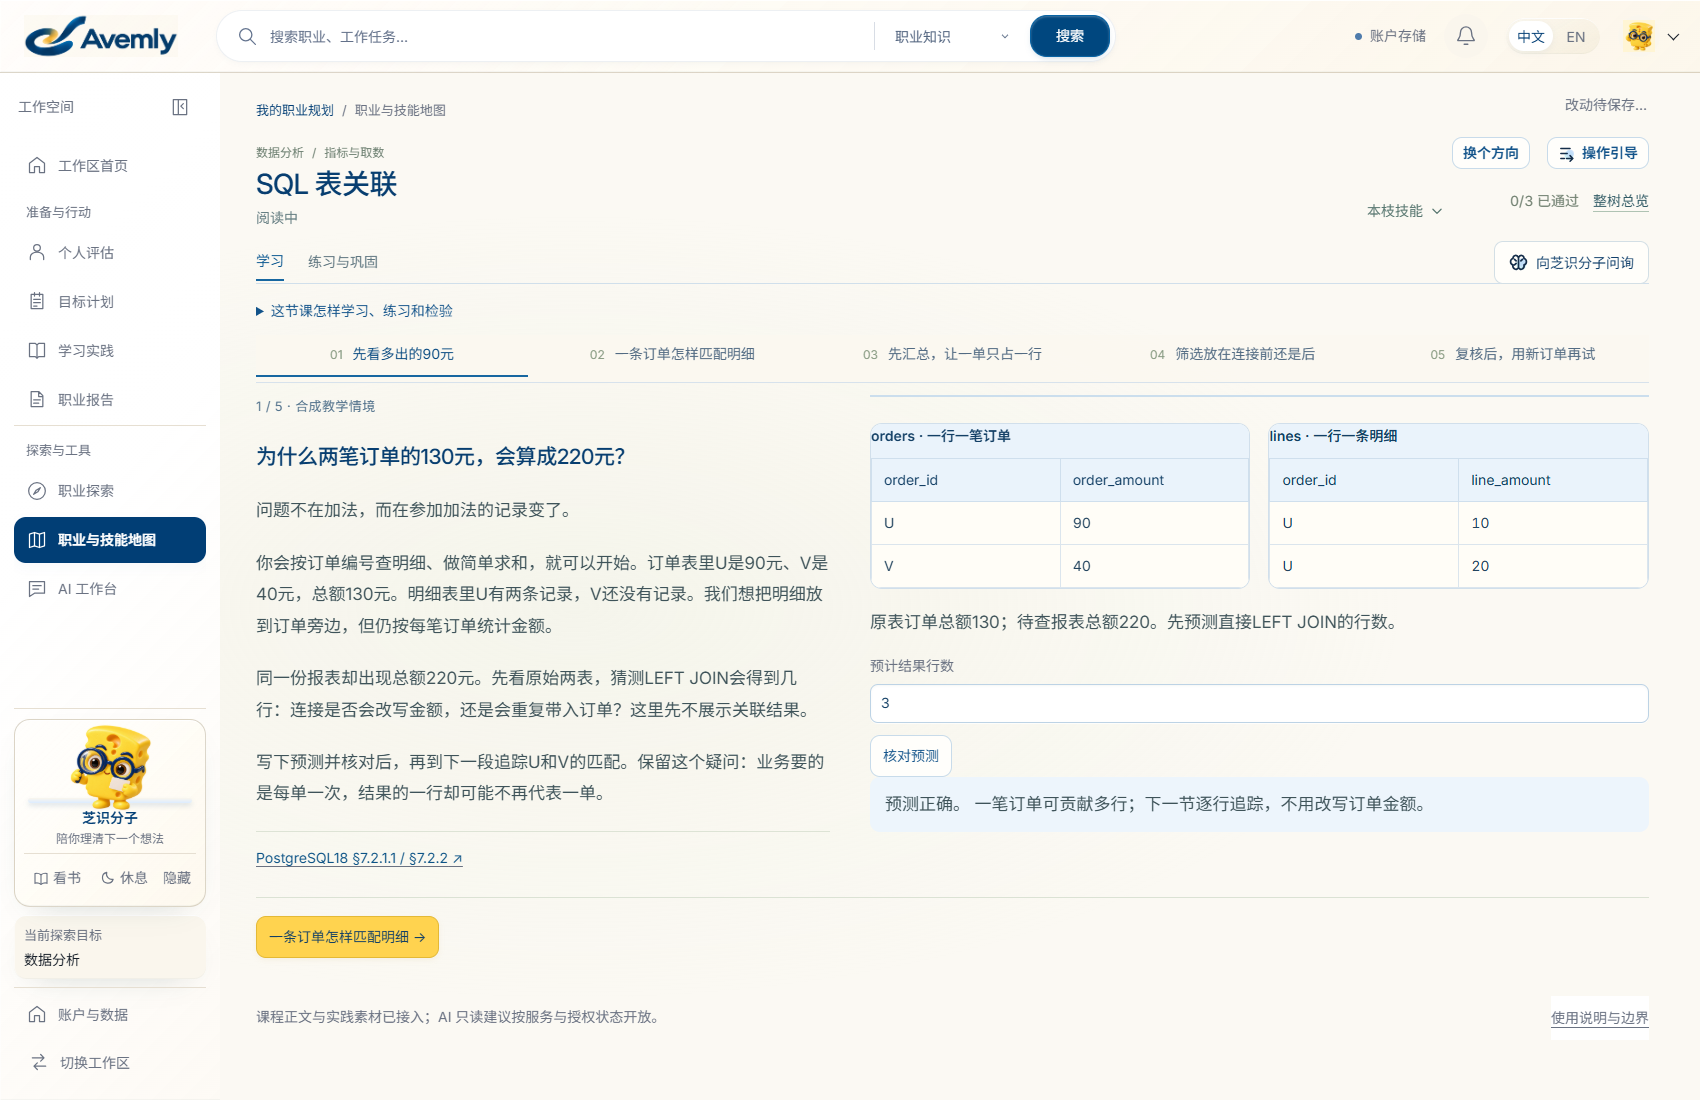 Avemly
搜索职业、工作任务...
职业知识
搜索
账户存储
中文
EN
工作空间
工作区首页
准备与行动
个人评估
目标计划
学习实践
职业报告
探索与工具
职业探索
职业与技能地图
AI 工作台
芝识分子
陪你理清下一个想法
看书
休息
隐藏
当前探索目标
数据分析
账户与数据
切换工作区
我的职业规划 / 职业与技能地图
改动待保存...
数据分析 / 指标与取数
SQL 表关联
阅读中
换个方向
操作引导
本枝技能
0/3 已通过
整树总览
学习
练习与巩固
向芝识分子问询
▶ 这节课怎样学习、练习和检验
01 先看多出的90元
02 一条订单怎样匹配明细
03 先汇总，让一单只占一行
04 筛选放在连接前还是后
05 复核后，用新订单再试
1 / 5 · 合成教学情境
为什么两笔订单的130元，会算成220元？
问题不在加法，而在参加加法的记录变了。
你会按订单编号查明细、做简单求和，就可以开始。订单表里U是90元、V是
40元，总额130元。明细表里U有两条记录，V还没有记录。我们想把明细放
到订单旁边，但仍按每笔订单统计金额。
同一份报表却出现总额220元。先看原始两表，猜测LEFT JOIN会得到几
行：连接是否会改写金额，还是会重复带入订单？这里先不展示关联结果。
写下预测并核对后，再到下一段追踪U和V的匹配。保留这个疑问：业务要的
是每单一次，结果的一行却可能不再代表一单。
PostgreSQL18 §7.2.1.1 / §7.2.2 ↗
orders · 一行一笔订单
order_id order_amount
U 90
V 40
lines · 一行一条明细
order_id line_amount
U 10
U 20
原表订单总额130；待查报表总额220。先预测直接LEFT JOIN的行数。
预计结果行数
3
核对预测
预测正确。 一笔订单可贡献多行；下一节逐行追踪，不用改写订单金额。
一条订单怎样匹配明细 →
课程正文与实践素材已接入；AI 只读建议按服务与授权状态开放。
使用说明与边界